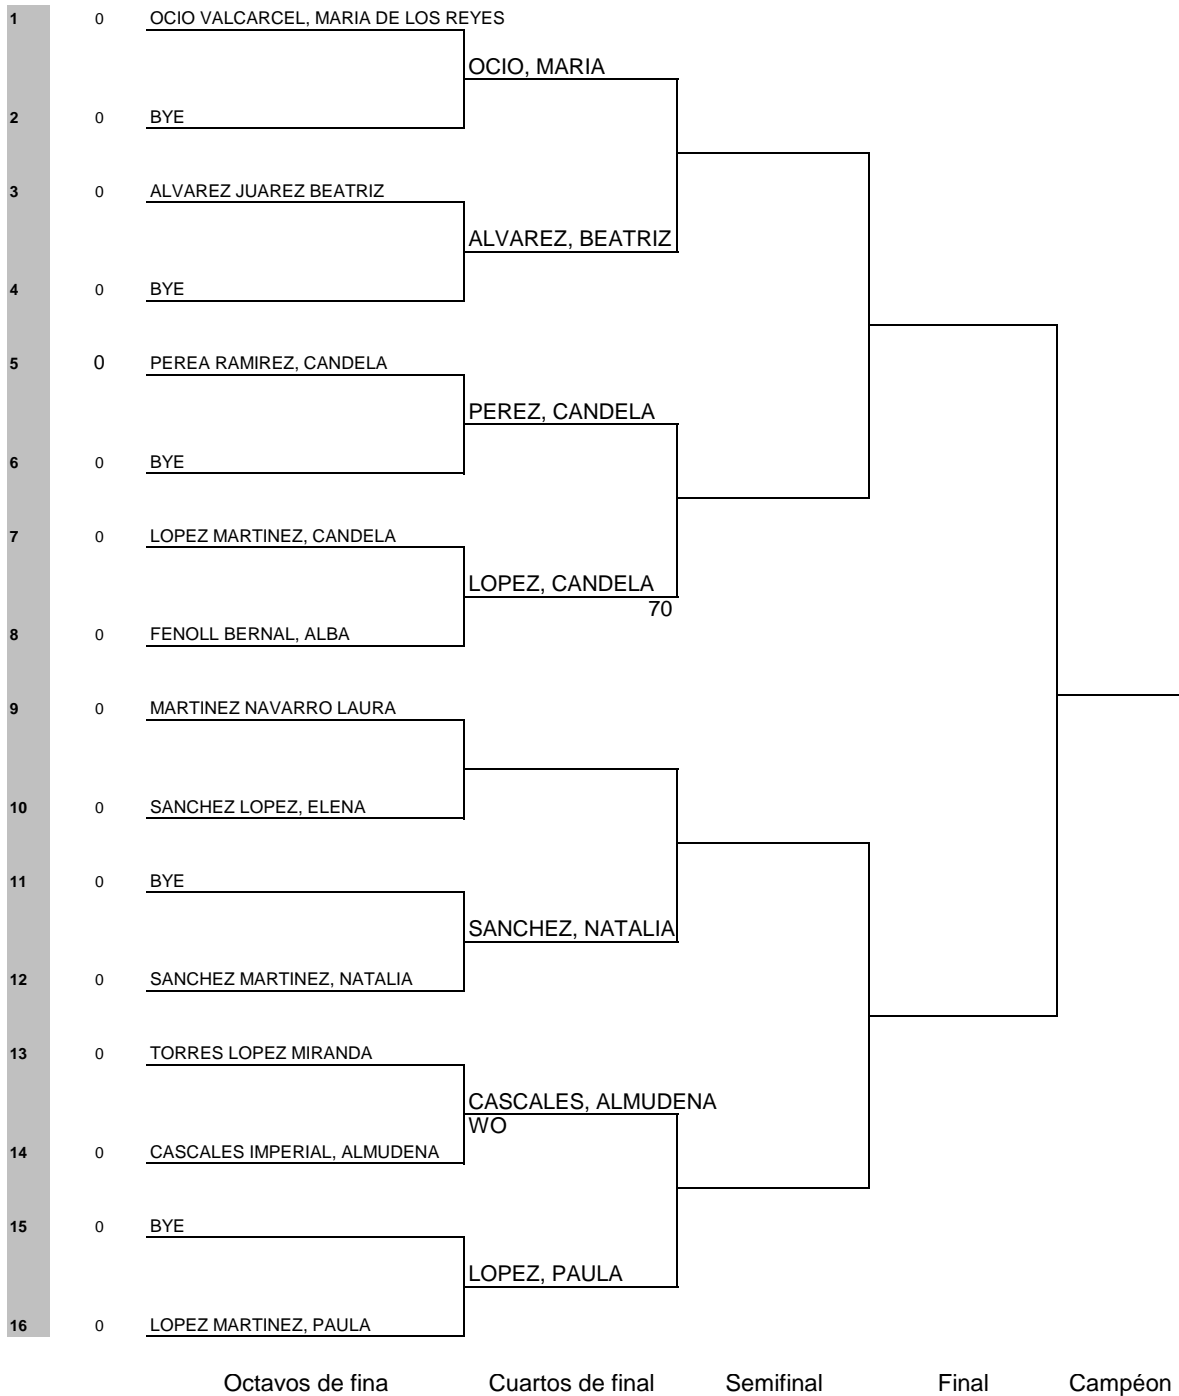 1 0 OCIO VALCARCEL, MARIA DE LOS REYES
OCIO, MARIA
2 0 BYE
3 0 ALVAREZ JUAREZ BEATRIZ
ALVAREZ, BEATRIZ
4 0 BYE
5 0 PEREA RAMIREZ, CANDELA
PEREZ, CANDELA
6 0 BYE
7 0 LOPEZ MARTINEZ, CANDELA
LOPEZ, CANDELA
70
8 0 FENOLL BERNAL, ALBA
9 0 MARTINEZ NAVARRO LAURA
10 0 SANCHEZ LOPEZ, ELENA
11 0 BYE
SANCHEZ, NATALIA
12 0 SANCHEZ MARTINEZ, NATALIA
13 0 TORRES LOPEZ MIRANDA
CASCALES, ALMUDENA
WO
14 0 CASCALES IMPERIAL, ALMUDENA
15 0 BYE
LOPEZ, PAULA
16 0 LOPEZ MARTINEZ, PAULA
Octavos de fina Cuartos de final Semifinal Final Campéon